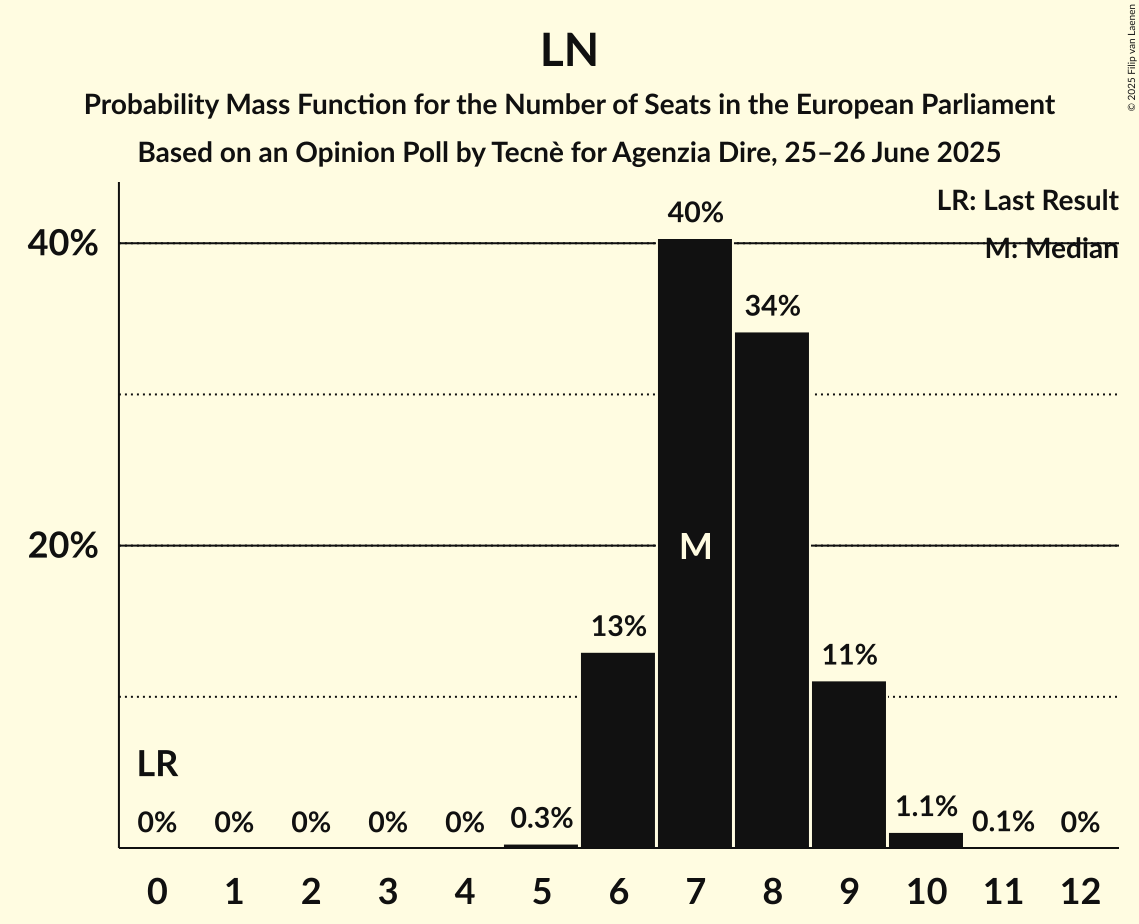 LN
Probability Mass Function for the Number of Seats in the European Parliament
Based on an Opinion Poll by Tecnè for Agenzia Dire, 25–26 June 2025
© 2025 Filip van Laenen
LR: Last Result
M: Median
40%
20%
40%
34%
M
13%
11%
LR
0%
0%
0%
0%
0%
0.3%
1.1%
0.1%
0%
0 1 2 3 4 5 6 7 8 9 10 11 12